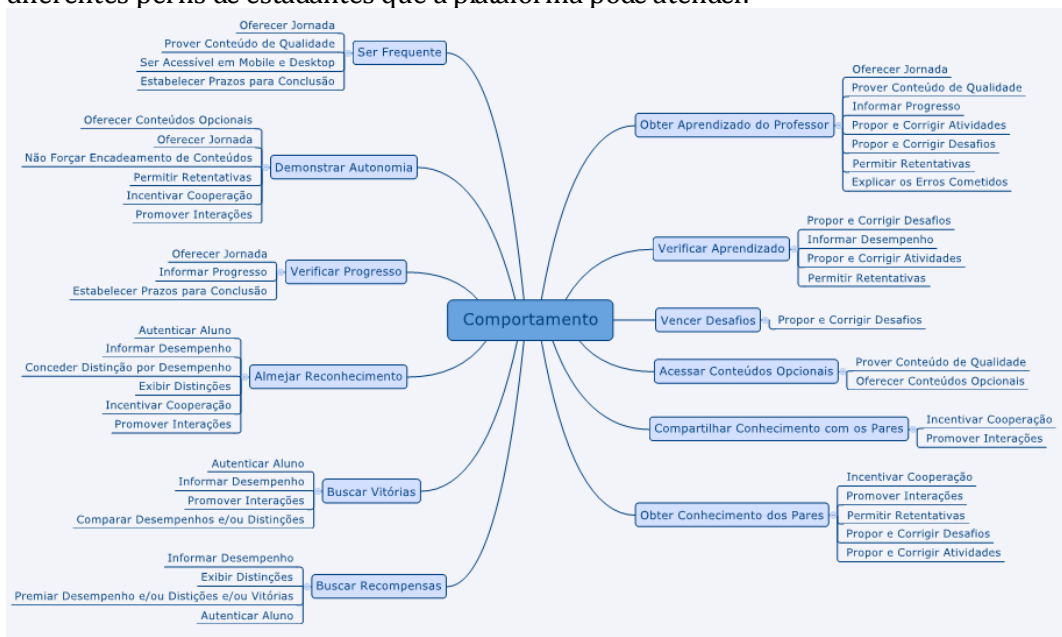 diferentes perfis de estudantes que a plataforma pode atender.
Oferecer Jornada
Prover Conteúdo de Qualidade
Ser Acessível em Mobile e Desktop
Estabelecer Prazos para Conclusão
Ser Frequente
Oferecer Conteúdos Opcionais
Oferecer Jornada
Não Forçar Encadeamento de Conteúdos
Permitir Retentativas
Incentivar Cooperação
Promover Interações
Demonstrar Autonomia
Oferecer Jornada
Informar Progresso
Estabelecer Prazos para Conclusão
Verificar Progresso
Autenticar Aluno
Informar Desempenho
Conceder Distinção por Desempenho
Exibir Distinções
Incentivar Cooperação
Promover Interações
Almejar Reconhecimento
Autenticar Aluno
Informar Desempenho
Promover Interações
Comparar Desempenhos e/ou Distinções
Buscar Vitórias
Informar Desempenho
Exibir Distinções
Premiar Desempenho e/ou Distições e/ou Vitórias
Autenticar Aluno
Buscar Recompensas
Comportamento
Obter Aprendizado do Professor
Oferecer Jornada
Prover Conteúdo de Qualidade
Informar Progresso
Propor e Corrigir Atividades
Propor e Corrigir Desafios
Permitir Retentativas
Explicar os Erros Cometidos
Verificar Aprendizado
Propor e Corrigir Desafios
Informar Desempenho
Propor e Corrigir Atividades
Permitir Retentativas
Vencer Desafios
Propor e Corrigir Desafios
Acessar Conteúdos Opcionais
Prover Conteúdo de Qualidade
Oferecer Conteúdos Opcionais
Compartilhar Conhecimento com os Pares
Incentivar Cooperação
Promover Interações
Obter Conhecimento dos Pares
Incentivar Cooperação
Promover Interações
Permitir Retentativas
Propor e Corrigir Desafios
Propor e Corrigir Atividades